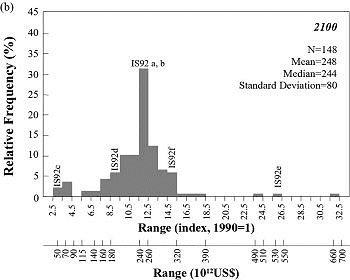 (b)
45
40
35
30
25
20
15
10
5
0
Relative Frequency (%)
2100
N=148
Mean=248
Median=244
Standard Deviation=80
IS92 a, b
IS92c
IS92d
IS92f
IS92e
2.5 4.5 6.5 8.5 10.5 12.5 14.5 16.5 18.5 20.5 22.5 24.5 26.5 28.5 30.5 32.5
Range (index, 1990=1)
50 70 90 115 140 160 180 240 260 320 390 490 510 530 550 660 700
Range (10¹²US$)